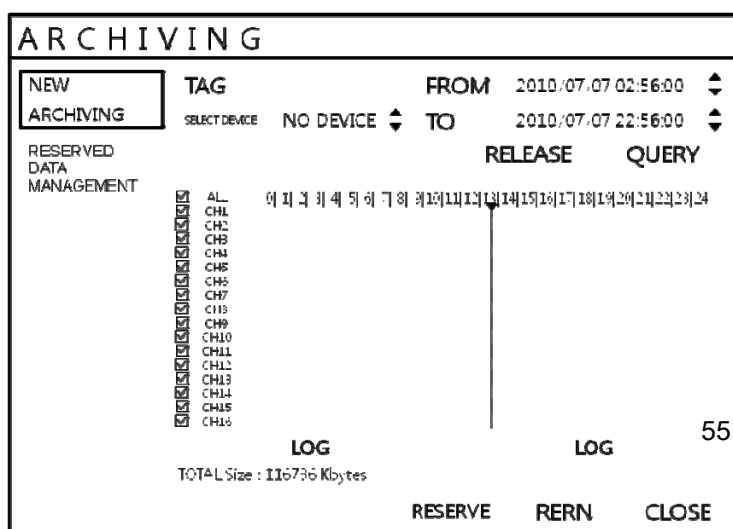 ARCHIVING
NEW ARCHIVING
TAG
FROM 2010/07/07 02:56:00
SELECT DEVICE NO DEVICE
TO 2010/07/07 22:56:00
RESERVED DATA MANAGEMENT
RELEASE QUERY
ALL 0| 1| 2| 3| 4| 5| 6| 7| 8| 9|10|11|12|13|14|15|16|17|18|19|20|21|22|23|24
CH1
CH2
CH3
CH4
CH5
CH6
CH7
CH8
CH9
CH10
CH11
CH12
CH13
CH14
CH15
CH16
55
LOG LOG
TOTAL Size : 116736 Kbytes
RESERVE RERN CLOSE